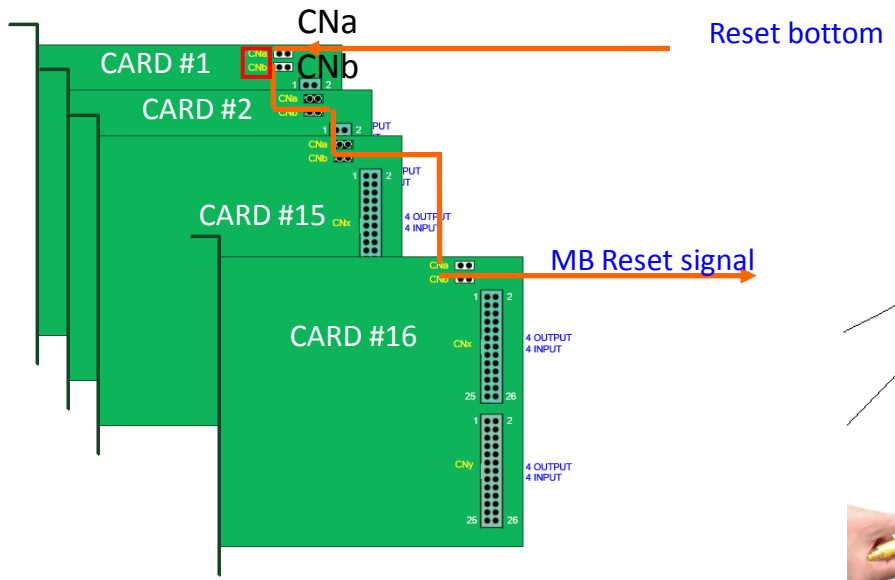 CNa
Reset bottom
CARD #1
CNa
CNb
CNb
1 2
CARD #2
CNa
CNb
1 2
PUT
CNa
CNb
1 2
PUT
UT
CARD #15
CNx
4 OUTPUT
4 INPUT
CNa
CNb
MB Reset signal
1 2
CARD #16
CNx
4 OUTPUT
4 INPUT
25 26
1 2
CNy
4 OUTPUT
4 INPUT
25 26